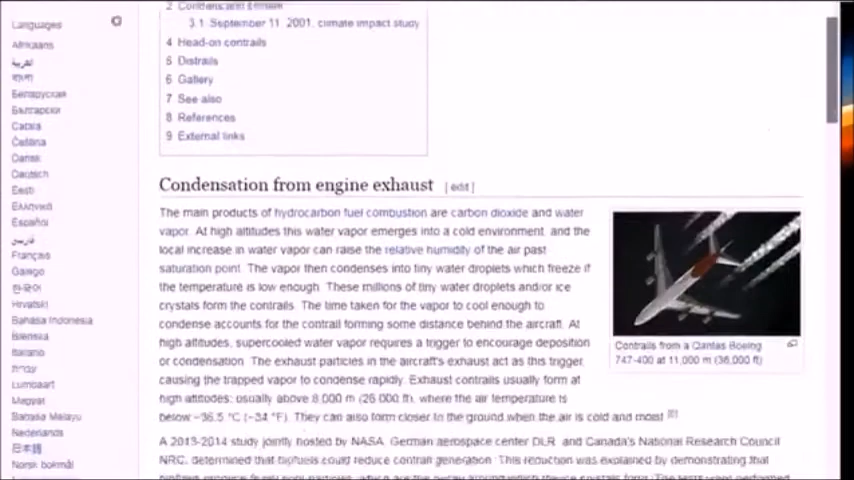 Languages
Afrikaans
العربية
বাংলা
Беларуская
Български
Català
Čeština
Dansk
Deutsch
Eesti
Ελληνικά
Español
فارسی
Français
Galego
한국어
Hrvatski
Bahasa Indonesia
Íslenska
Italiano
עברית
Magyar
Bahasa Melayu
Nederlands
日本語
Norsk bokmål
2
3.1 September 11, 2001, climate impact study
4 Head-on contrails
5 Distrails
6 Gallery
7 See also
8 References
9 External links
Condensation from engine exhaust [edit]
The main products of hydrocarbon fuel combustion are carbon dioxide and water
vapor. At high altitudes this water vapor emerges into a cold environment, and the
local increase in water vapor can raise the relative humidity of the air past
saturation point. The vapor then condenses into tiny water droplets which freeze if
the temperature is low enough. These millions of tiny water droplets and/or ice
crystals form the contrails. The time taken for the vapor to cool enough to
condense accounts for the contrail forming some distance behind the aircraft. At
high altitudes, supercooled water vapor requires a trigger to encourage deposition
or condensation. The exhaust particles in the aircraft's exhaust act as this trigger,
causing the trapped vapor to condense rapidly. Exhaust contrails usually form at
high altitudes; usually above 8,000 m (26,000 ft), where the air temperature is
below −36.5 °C (−34 °F). They can also form closer to the ground when the air is cold and moist.
Contrails from a Qantas Boeing
747-400 at 11,000 m (36,000 ft)
A 2013-2014 study jointly hosted by NASA, German aerospace center DLR, and Canada's National Research Council
NRC, determined that biofuels could reduce contrail generation. This reduction was explained by demonstrating that